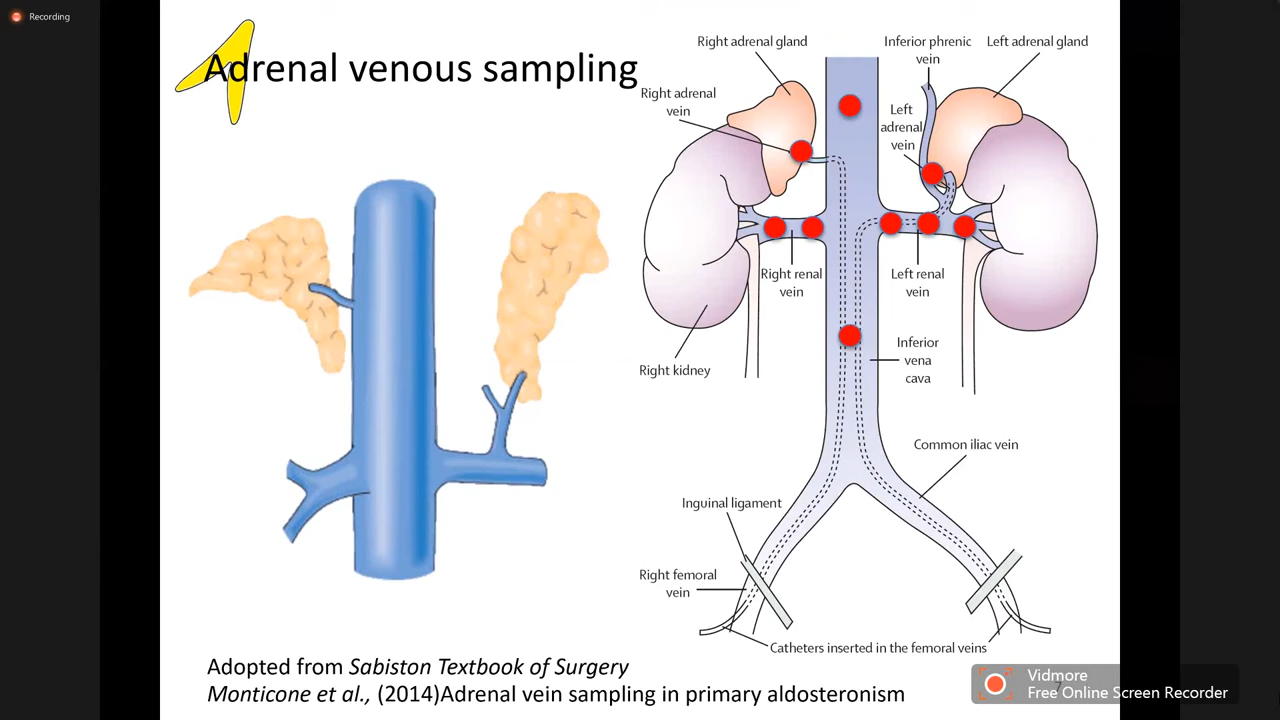 Recording
Adrenal venous sampling
Right adrenal gland
Inferior phrenic
vein
Left adrenal gland
Right adrenal
vein
Left
adrenal
vein
Right renal
vein
Left renal
vein
Inferior
vena
cava
Right kidney
Common iliac vein
Inguinal ligament
Right femoral
vein
Catheters inserted in the femoral veins
Adopted from Sabiston Textbook of Surgery
Monticone et al., (2014)Adrenal vein sampling in primary aldosteronism
7
Vidmore
Free Online Screen Recorder